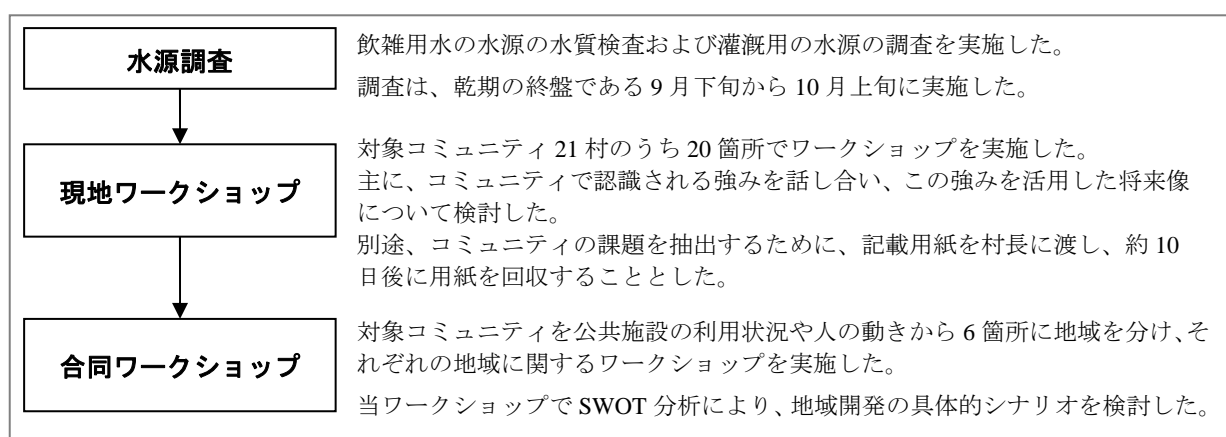 水源調査
飲雑用水の水源の水質検査および灌漑用の水源の調査を実施した。
調査は、乾期の終盤である 9 月下旬から 10 月上旬に実施した。
現地ワークショップ
対象コミュニティ 21 村のうち 20 箇所でワークショップを実施した。
主に、コミュニティで認識される強みを話し合い、この強みを活用した将来像
について検討した。
別途、コミュニティの課題を抽出するために、記載用紙を村長に渡し、約 10
日後に用紙を回収することとした。
合同ワークショップ
対象コミュニティを公共施設の利用状況や人の動きから 6 箇所に地域を分け、そ
れぞれの地域に関するワークショップを実施した。
当ワークショップで SWOT 分析により、地域開発の具体的シナリオを検討した。